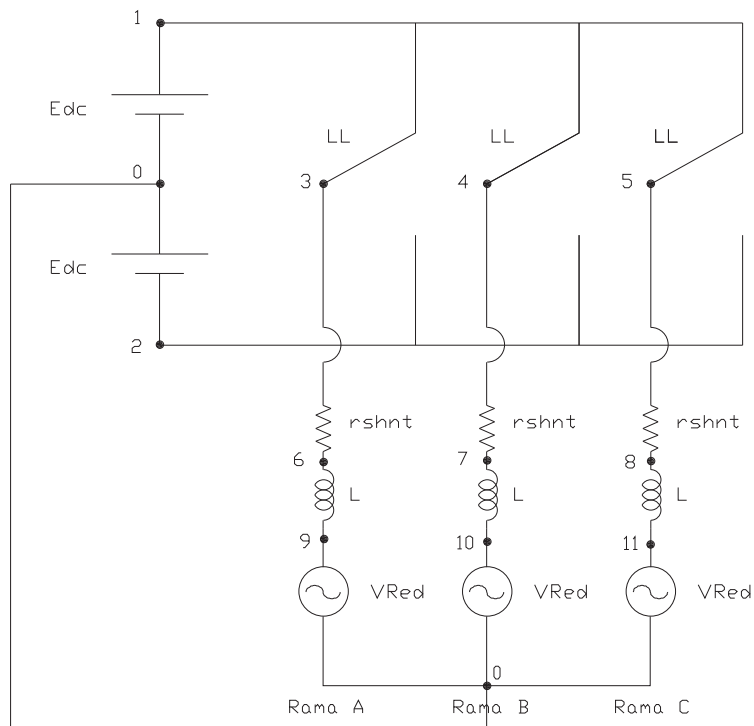 1
Edc
LL LL LL
0
3 4 5
Edc
2
rshnt rshnt rshnt
6 7 8
L L L
9 10 11
VRed VRed VRed
0
Rama A Rama B Rama C